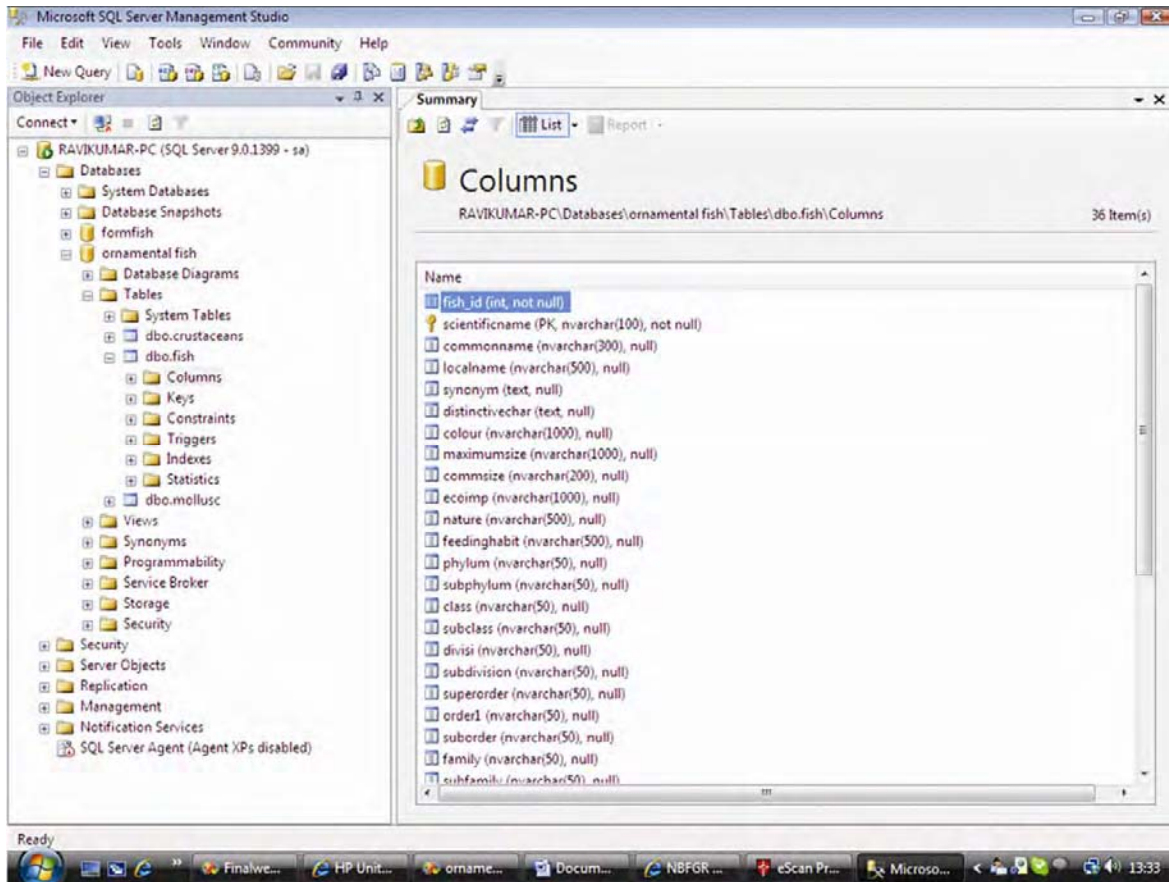 Microsoft SQL Server Management Studio
File Edit View Tools Window Community Help
New Query
Object Explorer
Connect
RAVIKUMAR-PC (SQL Server 9.0.1399 - sa)
Databases
System Databases
Database Snapshots
formfish
ornamental fish
Database Diagrams
Tables
System Tables
dbo.crustaceans
dbo.fish
Columns
Keys
Constraints
Triggers
Indexes
Statistics
dbo.mollusc
Views
Synonyms
Programmability
Service Broker
Storage
Security
Security
Server Objects
Replication
Management
Notification Services
SQL Server Agent (Agent XPs disabled)
Summary
List Report
Columns
RAVIKUMAR-PC\Databases\ornamental fish\Tables\dbo.fish\Columns 36 Item(s)
Name
fish_id (int, not null)
scientificname (PK, nvarchar(100), not null)
commonname (nvarchar(300), null)
localname (nvarchar(500), null)
synonym (text, null)
distinctivechar (text, null)
colour (nvarchar(1000), null)
maximumsize (nvarchar(1000), null)
commsize (nvarchar(200), null)
ecoimp (nvarchar(1000), null)
nature (nvarchar(500), null)
feedinghabit (nvarchar(500), null)
phylum (nvarchar(50), null)
subphylum (nvarchar(50), null)
class (nvarchar(50), null)
subclass (nvarchar(50), null)
divisi (nvarchar(50), null)
subdivision (nvarchar(50), null)
superorder (nvarchar(50), null)
order1 (nvarchar(50), null)
suborder (nvarchar(50), null)
family (nvarchar(50), null)
subfamily (nvarchar(50), null)
Ready
Finalwe... HP Unit... orname... Docum... NBFGR ... eScan Pr... Microso... 13:33